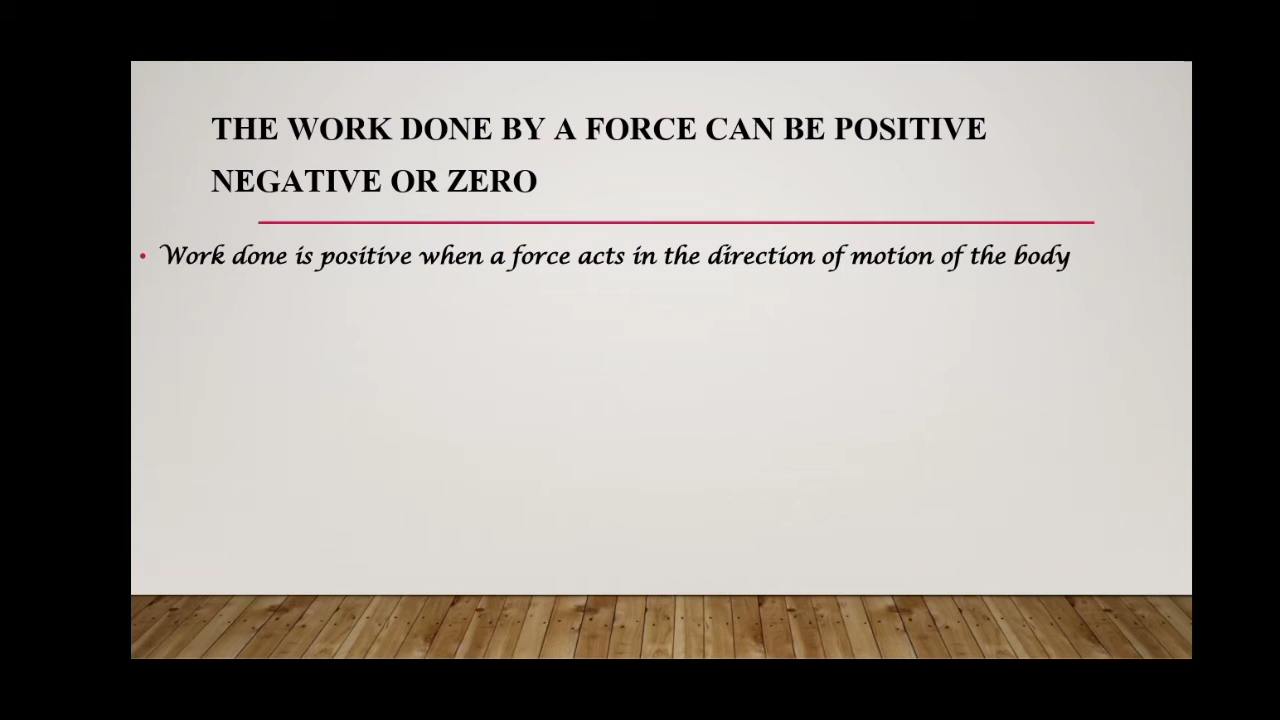 THE WORK DONE BY A FORCE CAN BE POSITIVE
NEGATIVE OR ZERO
• Work done is positive when a force acts in the direction of motion of the body